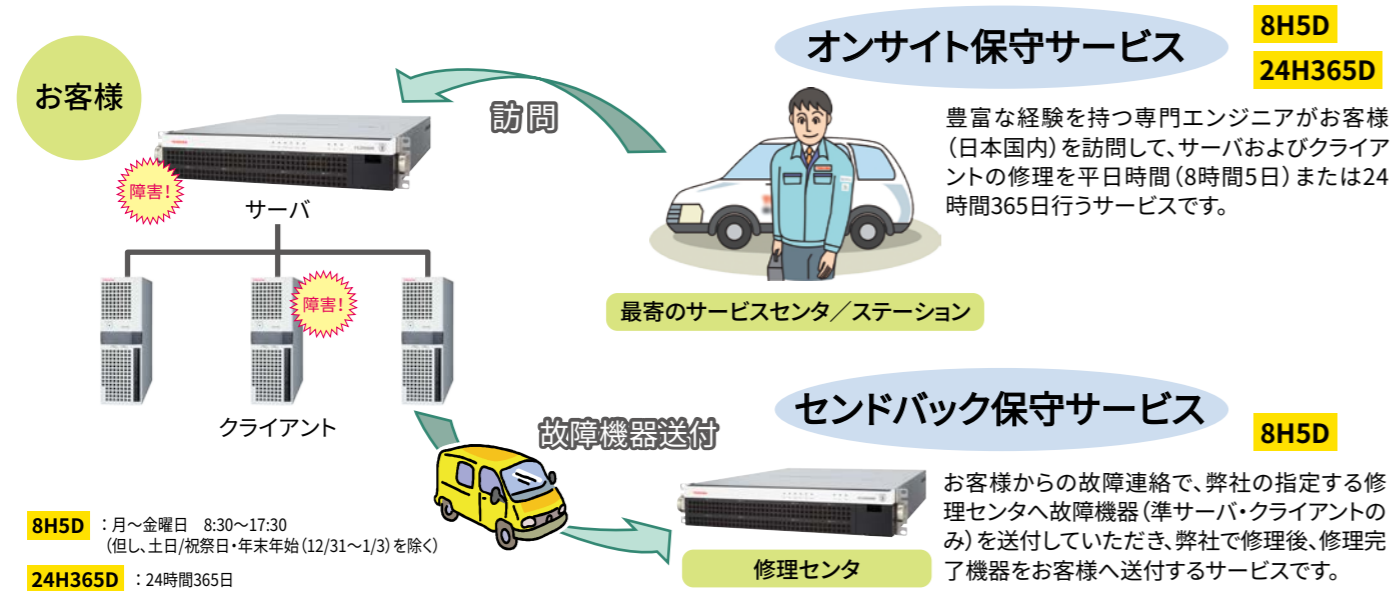 お客様
障害！
サーバ
障害！
クライアント
訪問
オンサイト保守サービス
8H5D
24H365D
豊富な経験を持つ専門エンジニアがお客様
（日本国内）を訪問して、サーバおよびクライア
ントの修理を平日時間（8時間5日）または24
時間365日行うサービスです。
最寄のサービスセンタ／ステーション
故障機器送付
センドバック保守サービス
8H5D
お客様からの故障連絡で、弊社の指定する修
理センタへ故障機器（準サーバ・クライアントの
み）を送付していただき、弊社で修理後、修理完
了機器をお客様へ送付するサービスです。
修理センタ
8H5D ：月～金曜日　8:30～17:30
（但し、土日/祝祭日・年末年始（12/31～1/3）を除く）
24H365D ：24時間365日